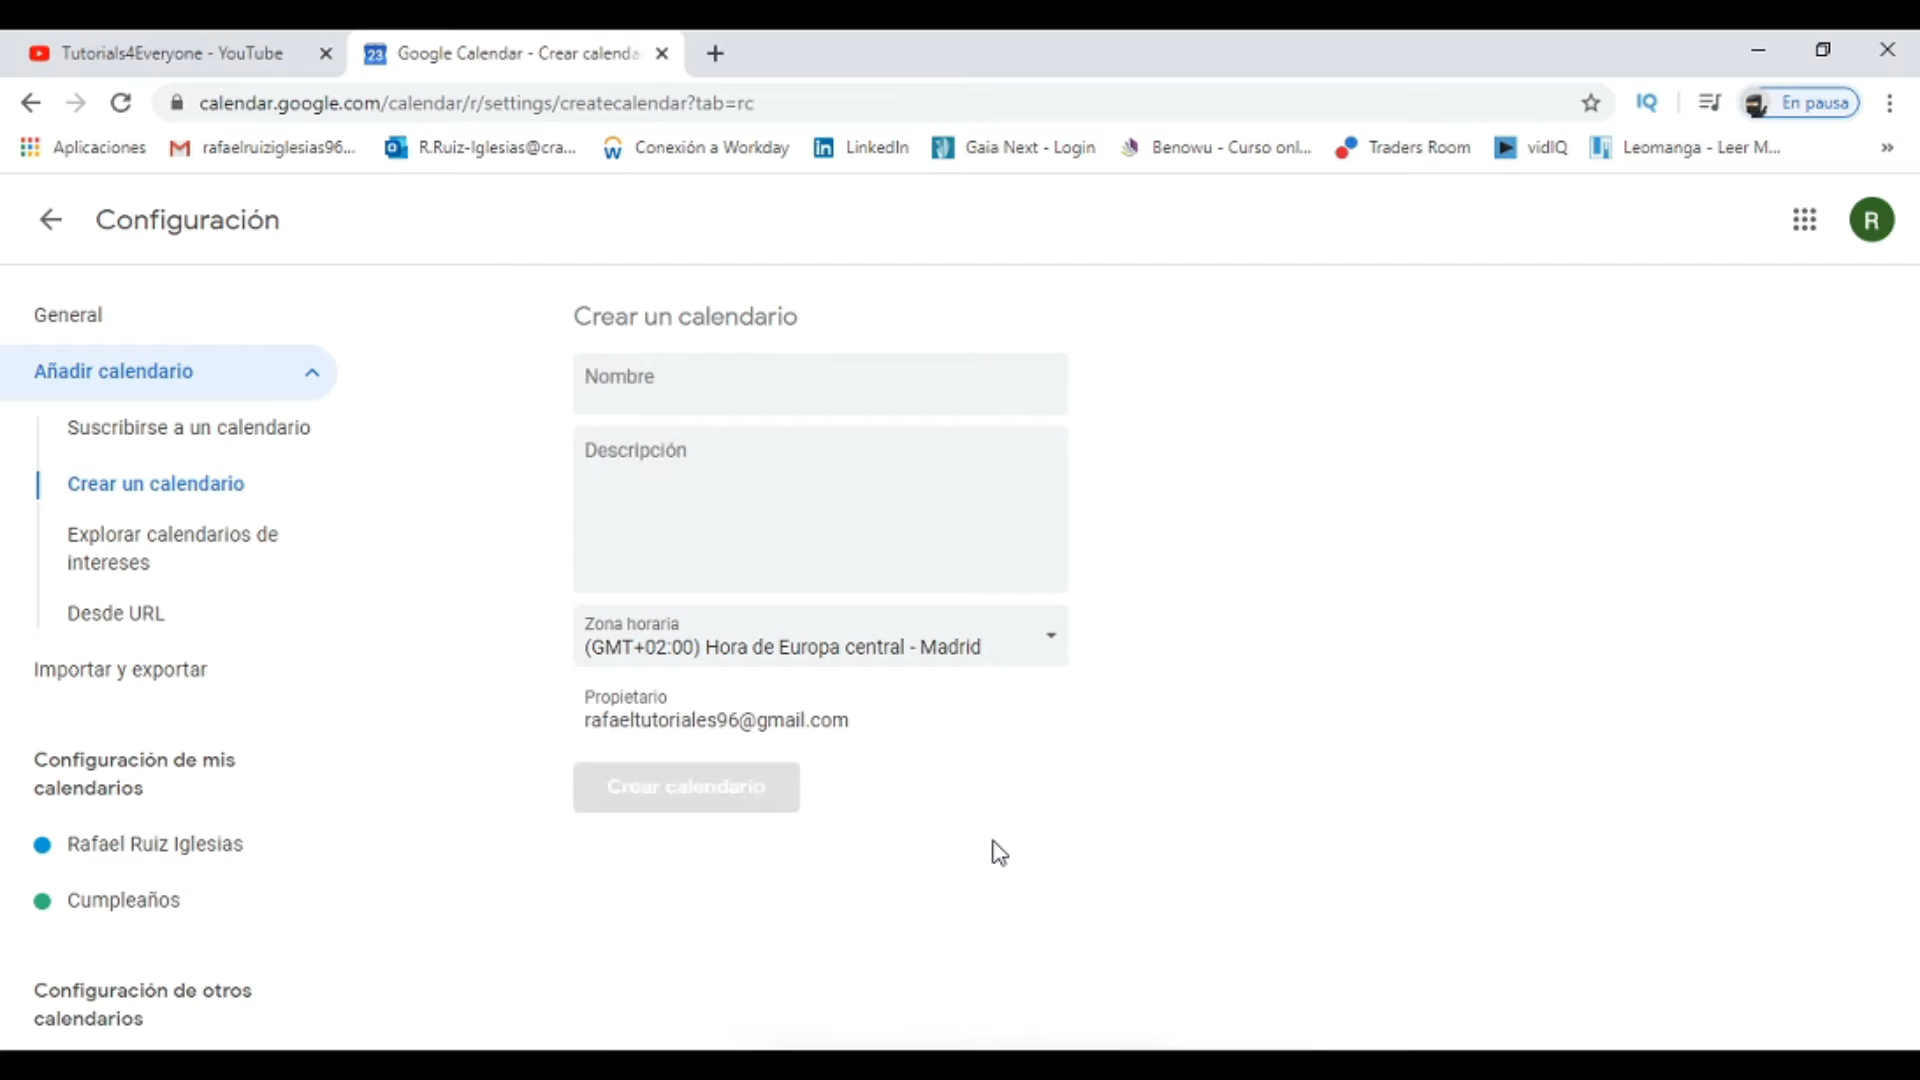 Tutorials4Everyone - YouTube
23 Google Calendar - Crear calenda
calendar.google.com/calendar/r/settings/createcalendar?tab=rc
IQ
En pausa
Aplicaciones
rafaelruiziglesias96...
R.Ruiz-Iglesias@cra...
Conexión a Workday
LinkedIn
Gaia Next - Login
Benowu - Curso onl...
Traders Room
vidIQ
Leomanga - Leer M...
»
Configuración
R
General
Añadir calendario
Suscribirse a un calendario
Crear un calendario
Explorar calendarios de
intereses
Desde URL
Importar y exportar
Configuración de mis
calendarios
Rafael Ruiz Iglesias
Cumpleaños
Configuración de otros
calendarios
Crear un calendario
Nombre
Descripción
Zona horaria
(GMT+02:00) Hora de Europa central - Madrid
Propietario
rafaeltutoriales96@gmail.com
Crear calendario